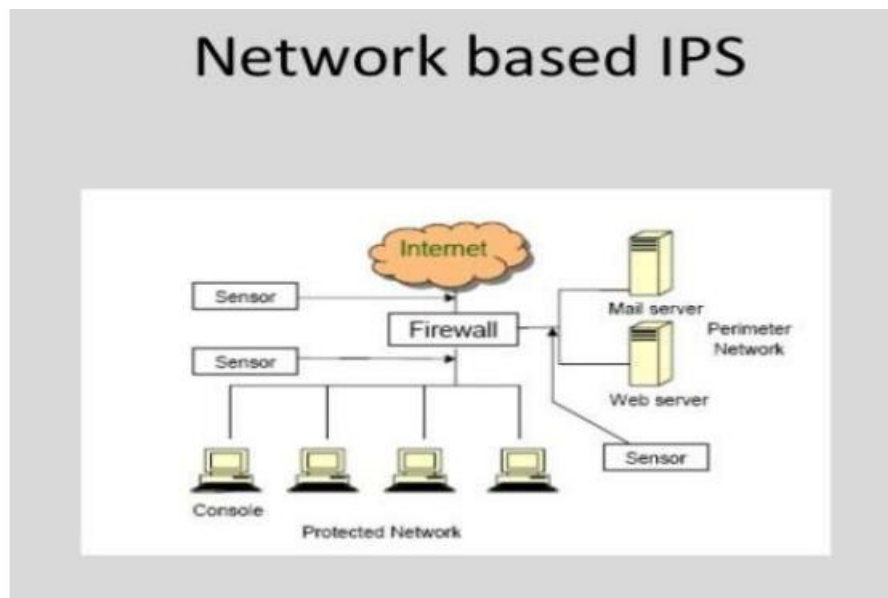 Network based IPS
Internet
Sensor
Mail server
Firewall
Perimeter
Network
Sensor
Web server
Sensor
Console
Protected Network